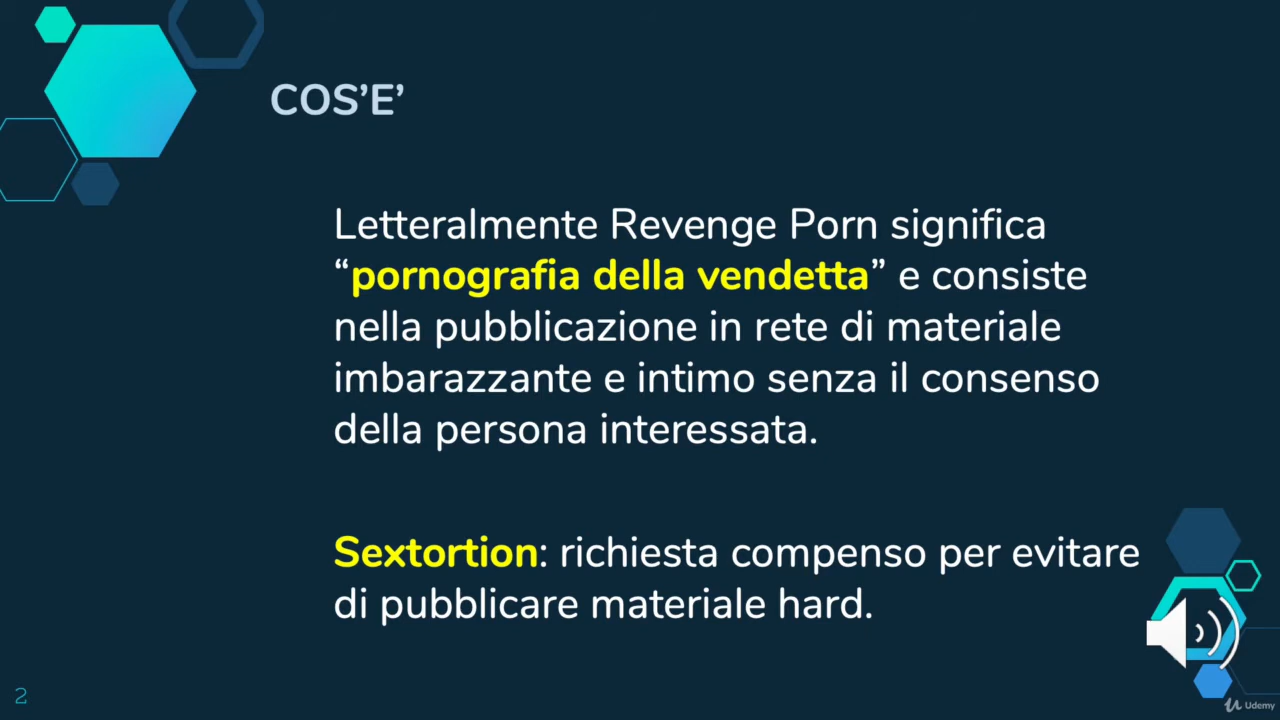 COS’E’
Letteralmente Revenge Porn significa
“pornografia della vendetta” e consiste
nella pubblicazione in rete di materiale
imbarazzante e intimo senza il consenso
della persona interessata.
Sextortion: richiesta compenso per evitare
di pubblicare materiale hard.
2
Udemy